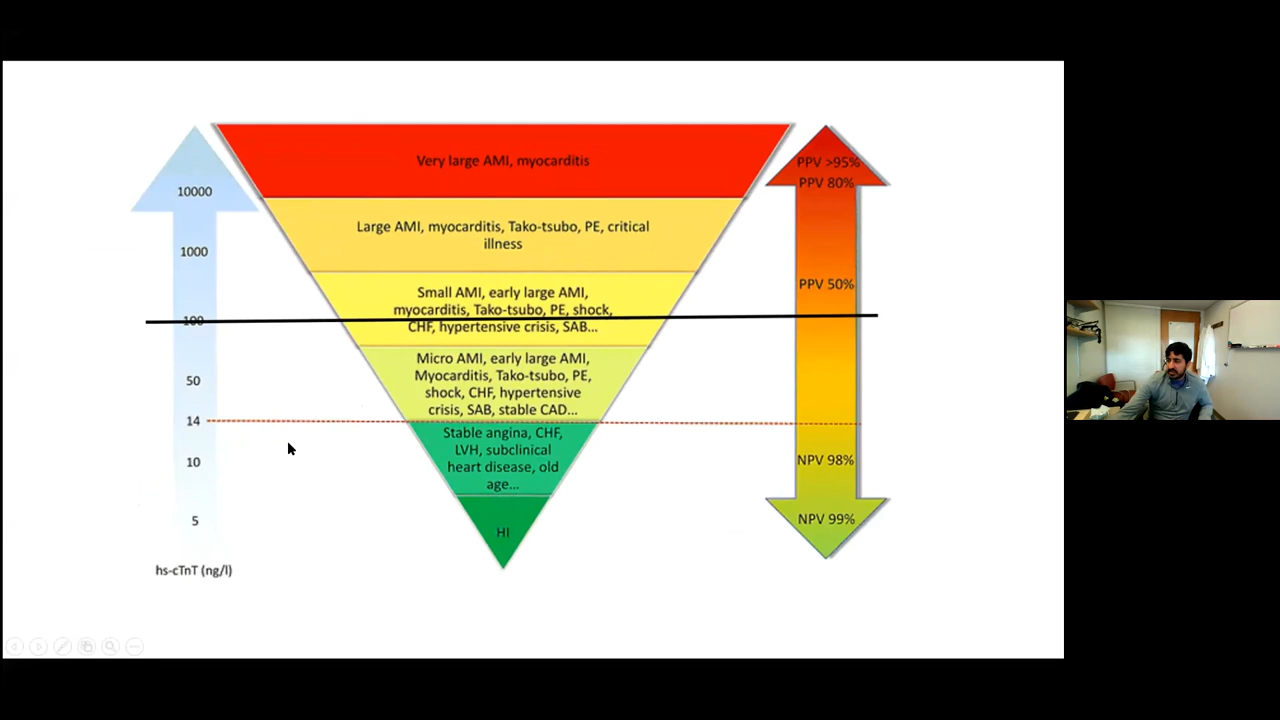 10000
1000
100
50
14
10
5
hs-cTnT (ng/l)
Very large AMI, myocarditis
Large AMI, myocarditis, Tako-tsubo, PE, critical
illness
Small AMI, early large AMI,
myocarditis, Tako-tsubo, PE, shock,
CHF, hypertensive crisis, SAB...
Micro AMI, early large AMI,
Myocarditis, Tako-tsubo, PE,
shock, CHF, hypertensive
crisis, SAB, stable CAD...
Stable angina, CHF,
LVH, subclinical
heart disease, old
age...
HI
PPV >95%
PPV 80%
PPV 50%
NPV 98%
NPV 99%